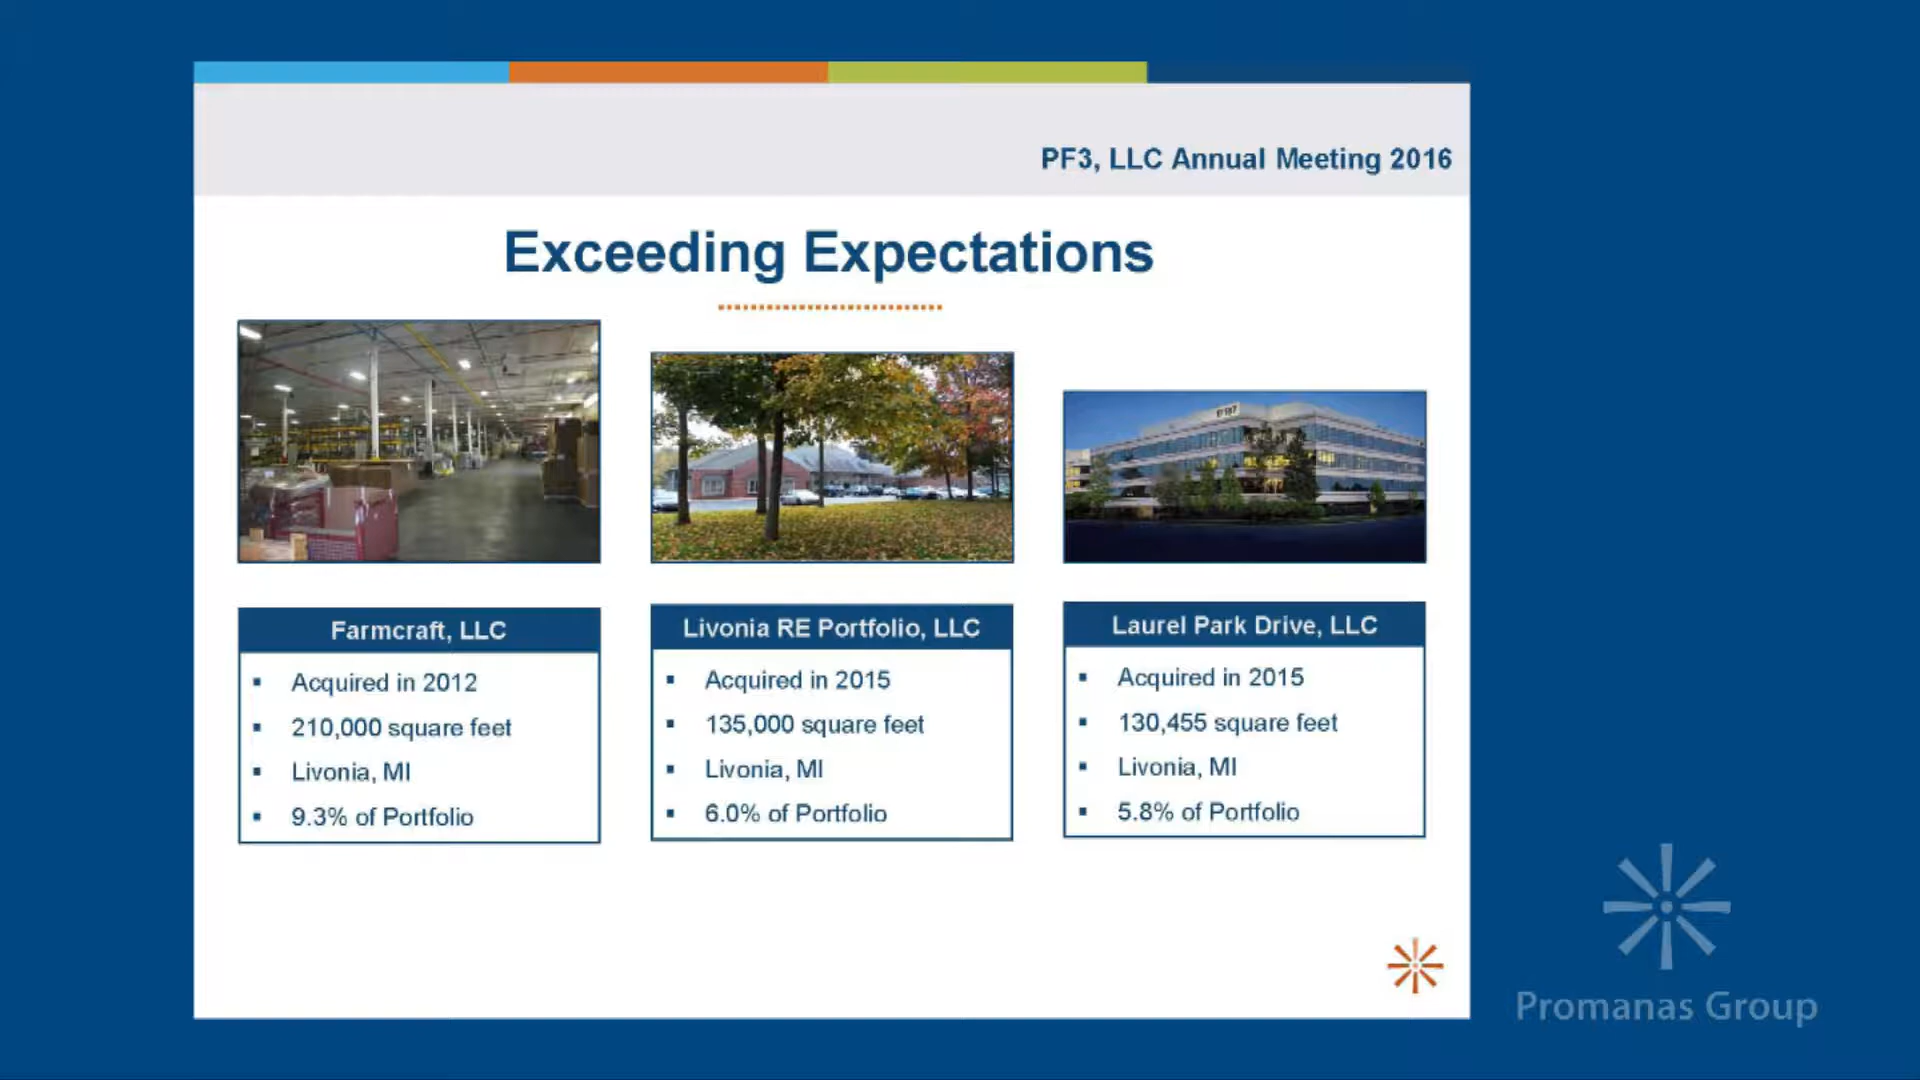 PF3, LLC Annual Meeting 2016
Exceeding Expectations
Farmcraft, LLC
▪ Acquired in 2012
▪ 210,000 square feet
▪ Livonia, MI
▪ 9.3% of Portfolio
Livonia RE Portfolio, LLC
▪ Acquired in 2015
▪ 135,000 square feet
▪ Livonia, MI
▪ 6.0% of Portfolio
Laurel Park Drive, LLC
▪ Acquired in 2015
▪ 130,455 square feet
▪ Livonia, MI
▪ 5.8% of Portfolio
Promanas Group